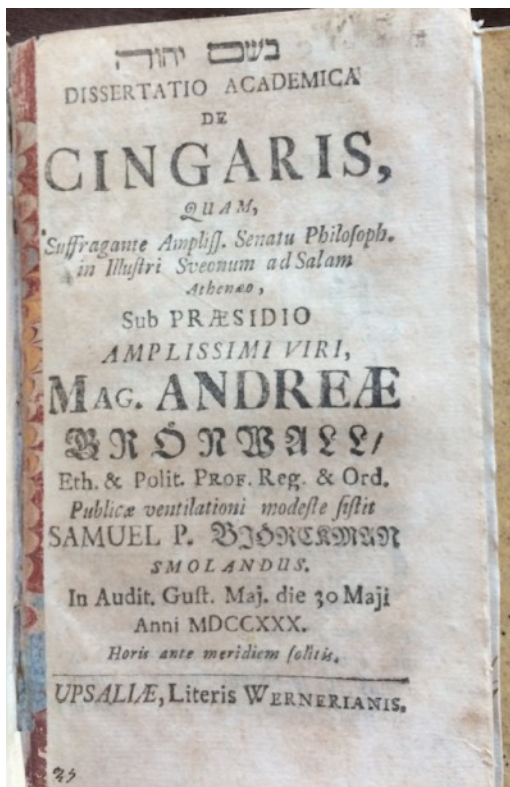 בשם יהוה
DISSERTATIO ACADEMICA
DE
CINGARIS,
QUAM,
Suffragante Ampliſſ. Senatu Philoſoph.
in Illuſtri Sveonum ad Salam
Athenæo,
Sub PRÆSIDIO
AMPLISSIMI VIRI,
MAG. ANDREÆ
GRÖNWALL/
Eth. & Polit. PROF. Reg. & Ord.
Publicæ ventilationi modeſte ſiſtit
SAMUEL P. BJÖRCKMAN
SMOLANDUS.
In Audit. Guſt. Maj. die 30 Maji
Anni MDCCXXX.
Horis ante meridiem ſolitis.
UPSALIÆ, Literis WERNERIANIS.